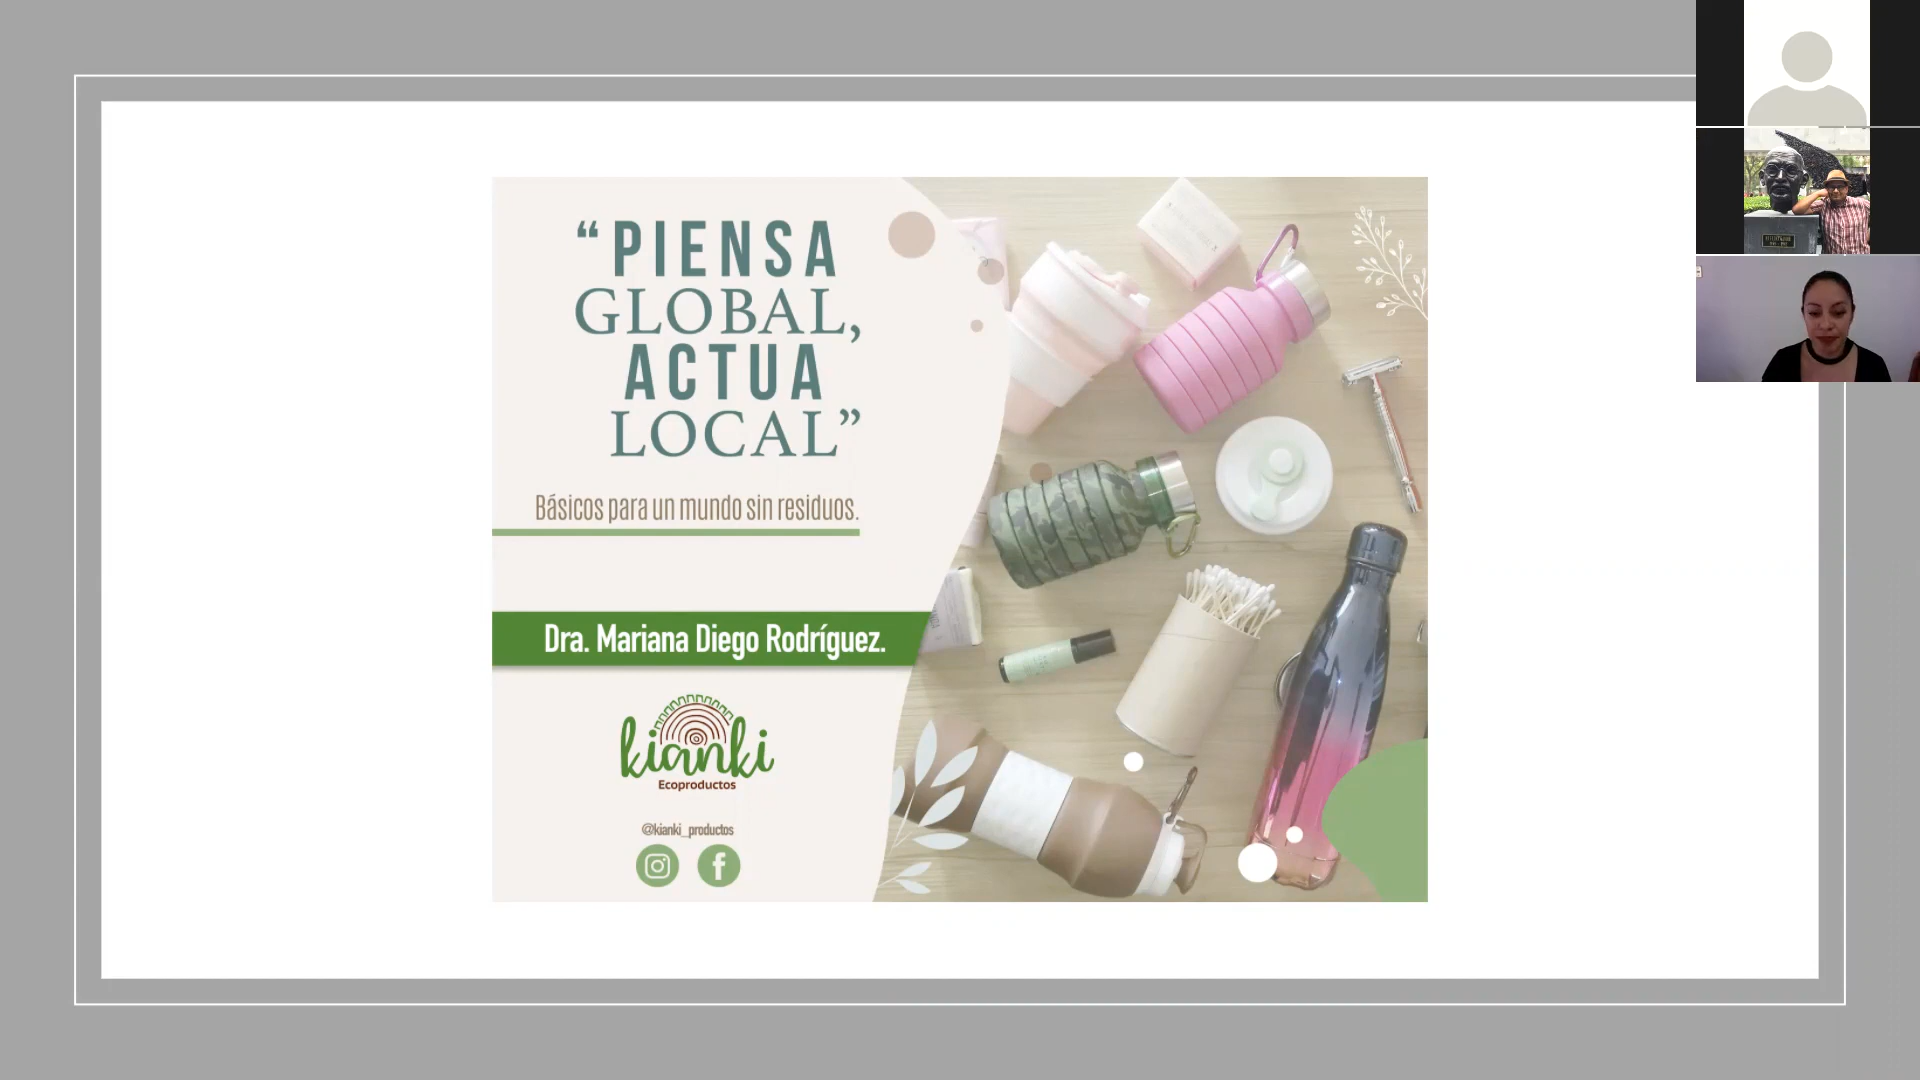 “PIENSA
GLOBAL,
ACTUA
LOCAL”
Básicos para un mundo sin residuos.
Dra. Mariana Diego Rodríguez.
kianki
Ecoproductos
@kianki_productos